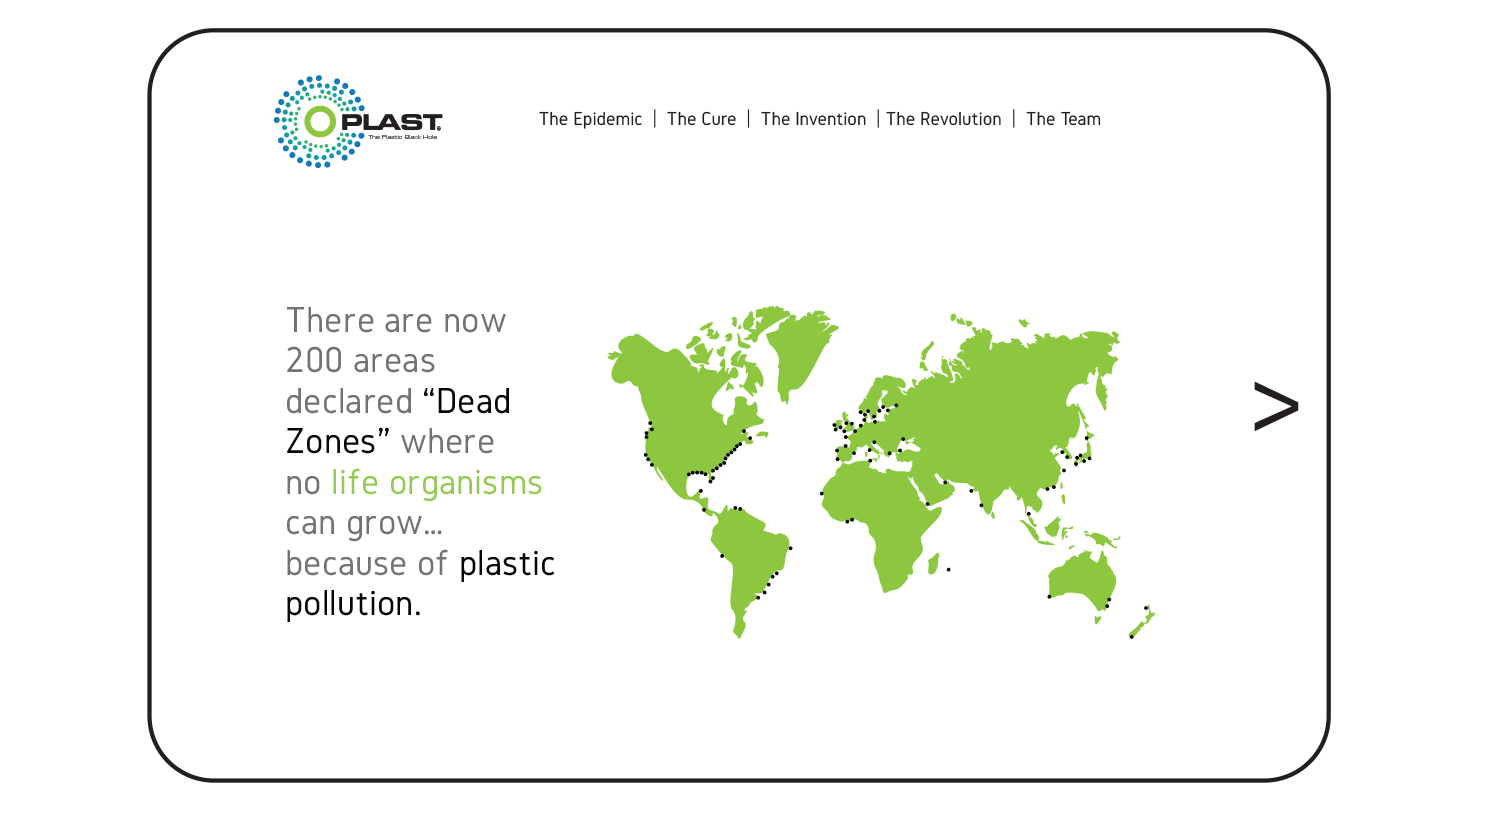 PLAST®
The Plastic Black Hole
The Epidemic | The Cure | The Invention | The Revolution | The Team
There are now
200 areas
declared “Dead
Zones” where
no life organisms
can grow...
because of plastic
pollution.
>